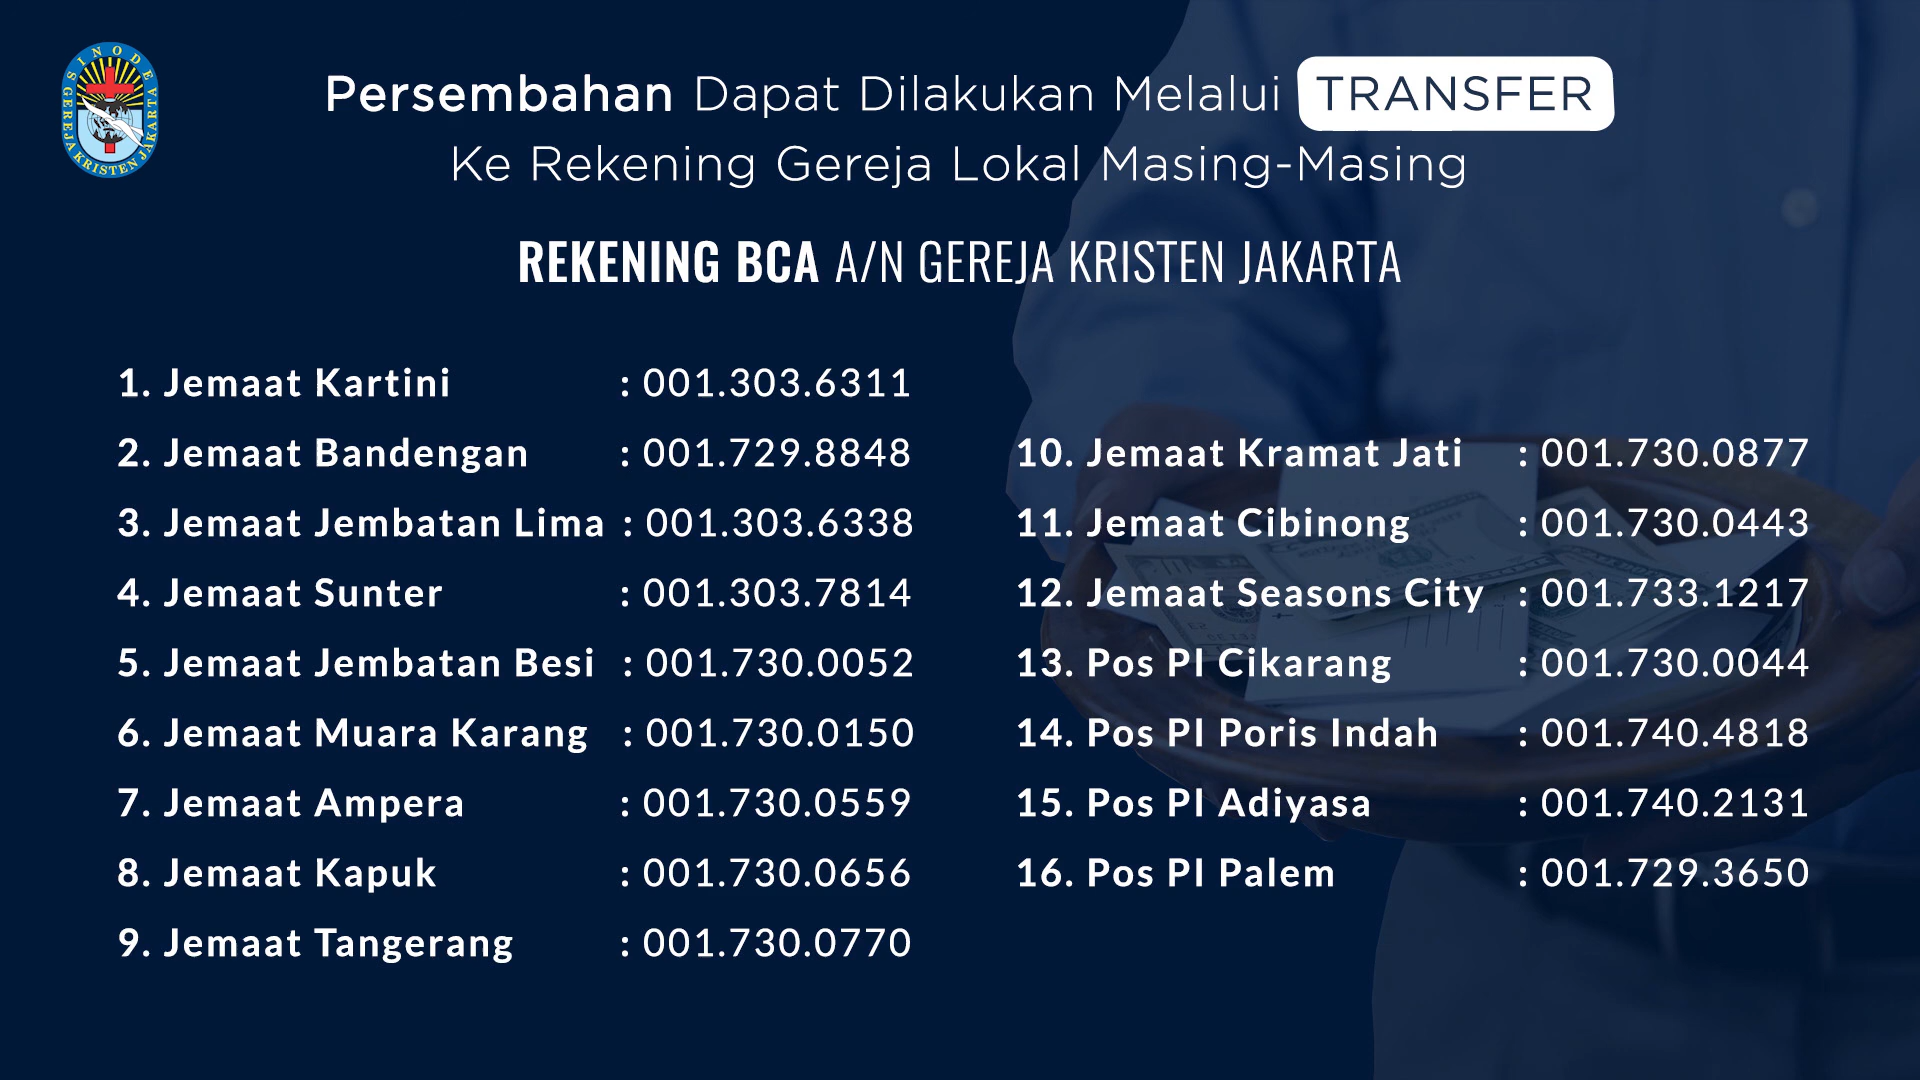 SINODE
GEREJA KRISTEN JAKARTA
Persembahan Dapat Dilakukan Melalui TRANSFER
Ke Rekening Gereja Lokal Masing-Masing
REKENING BCA A/N GEREJA KRISTEN JAKARTA
1. Jemaat Kartini : 001.303.6311
2. Jemaat Bandengan : 001.729.8848
3. Jemaat Jembatan Lima : 001.303.6338
4. Jemaat Sunter : 001.303.7814
5. Jemaat Jembatan Besi : 001.730.0052
6. Jemaat Muara Karang : 001.730.0150
7. Jemaat Ampera : 001.730.0559
8. Jemaat Kapuk : 001.730.0656
9. Jemaat Tangerang : 001.730.0770
10. Jemaat Kramat Jati : 001.730.0877
11. Jemaat Cibinong : 001.730.0443
12. Jemaat Seasons City : 001.733.1217
13. Pos PI Cikarang : 001.730.0044
14. Pos PI Poris Indah : 001.740.4818
15. Pos PI Adiyasa : 001.740.2131
16. Pos PI Palem : 001.729.3650